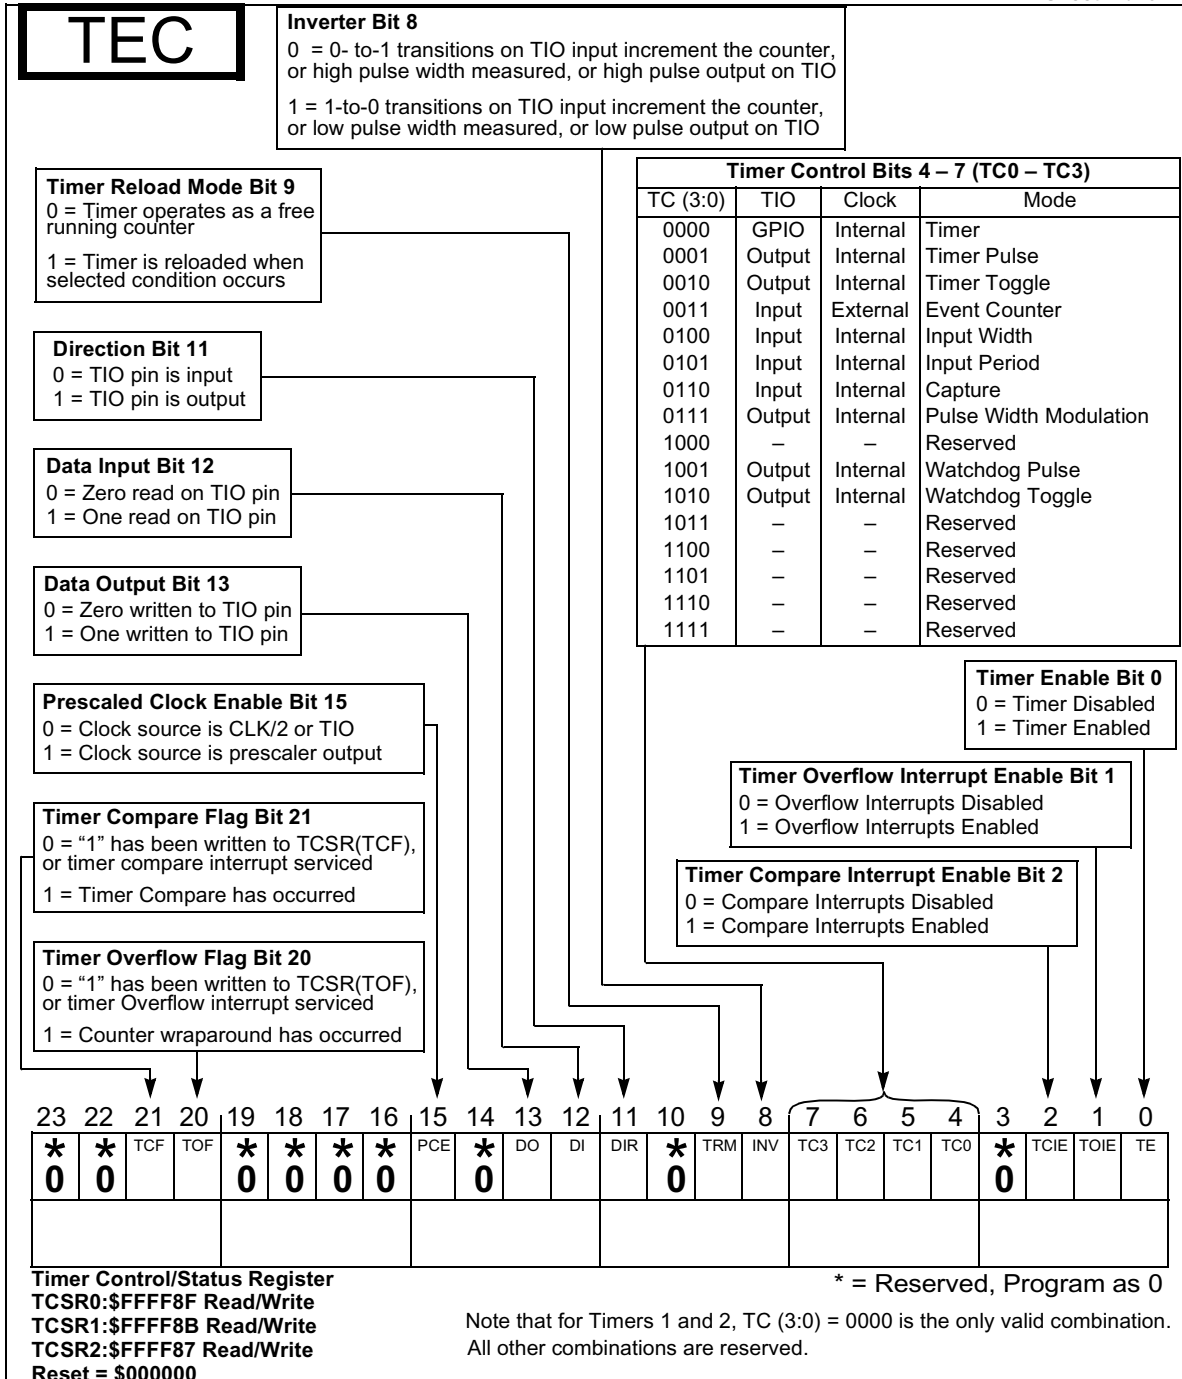 TEC
Inverter Bit 8
0 = 0- to-1 transitions on TIO input increment the counter,
or high pulse width measured, or high pulse output on TIO
1 = 1-to-0 transitions on TIO input increment the counter,
or low pulse width measured, or low pulse output on TIO
Timer Reload Mode Bit 9
0 = Timer operates as a free
running counter
1 = Timer is reloaded when
selected condition occurs
Direction Bit 11
0 = TIO pin is input
1 = TIO pin is output
Data Input Bit 12
0 = Zero read on TIO pin
1 = One read on TIO pin
Data Output Bit 13
0 = Zero written to TIO pin
1 = One written to TIO pin
Prescaled Clock Enable Bit 15
0 = Clock source is CLK/2 or TIO
1 = Clock source is prescaler output
Timer Compare Flag Bit 21
0 = “1” has been written to TCSR(TCF),
or timer compare interrupt serviced
1 = Timer Compare has occurred
Timer Overflow Flag Bit 20
0 = “1” has been written to TCSR(TOF),
or timer Overflow interrupt serviced
1 = Counter wraparound has occurred
Timer Control Bits 4 – 7 (TC0 – TC3)
TC (3:0) TIO Clock Mode
0000 GPIO Internal Timer
0001 Output Internal Timer Pulse
0010 Output Internal Timer Toggle
0011 Input External Event Counter
0100 Input Internal Input Width
0101 Input Internal Input Period
0110 Input Internal Capture
0111 Output Internal Pulse Width Modulation
1000 – – Reserved
1001 Output Internal Watchdog Pulse
1010 Output Internal Watchdog Toggle
1011 – – Reserved
1100 – – Reserved
1101 – – Reserved
1110 – – Reserved
1111 – – Reserved
Timer Enable Bit 0
0 = Timer Disabled
1 = Timer Enabled
Timer Overflow Interrupt Enable Bit 1
0 = Overflow Interrupts Disabled
1 = Overflow Interrupts Enabled
Timer Compare Interrupt Enable Bit 2
0 = Compare Interrupts Disabled
1 = Compare Interrupts Enabled
23 22 21 20 19 18 17 16 15 14 13 12 11 10 9 8 7 6 5 4 3 2 1 0
* * TCF TOF * * * * PCE * DO DI DIR * TRM INV TC3 TC2 TC1 TC0 * TCIE TOIE TE
0 0 0 0 0 0 0 0 0
Timer Control/Status Register
TCSR0:$FFFF8F Read/Write
TCSR1:$FFFF8B Read/Write
TCSR2:$FFFF87 Read/Write
Reset = $000000
* = Reserved, Program as 0
Note that for Timers 1 and 2, TC (3:0) = 0000 is the only valid combination.
All other combinations are reserved.